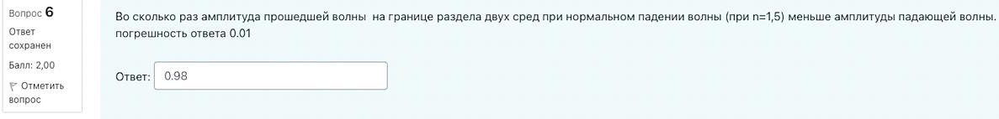 Вопрос 6
Ответ
сохранен
Балл: 2,00
Отметить
вопрос
Во сколько раз амплитуда прошедшей волны на границе раздела двух сред при нормальном падении волны (при n=1,5) меньше амплитуды падающей волны.
погрешность ответа 0.01
Ответ: 0.98